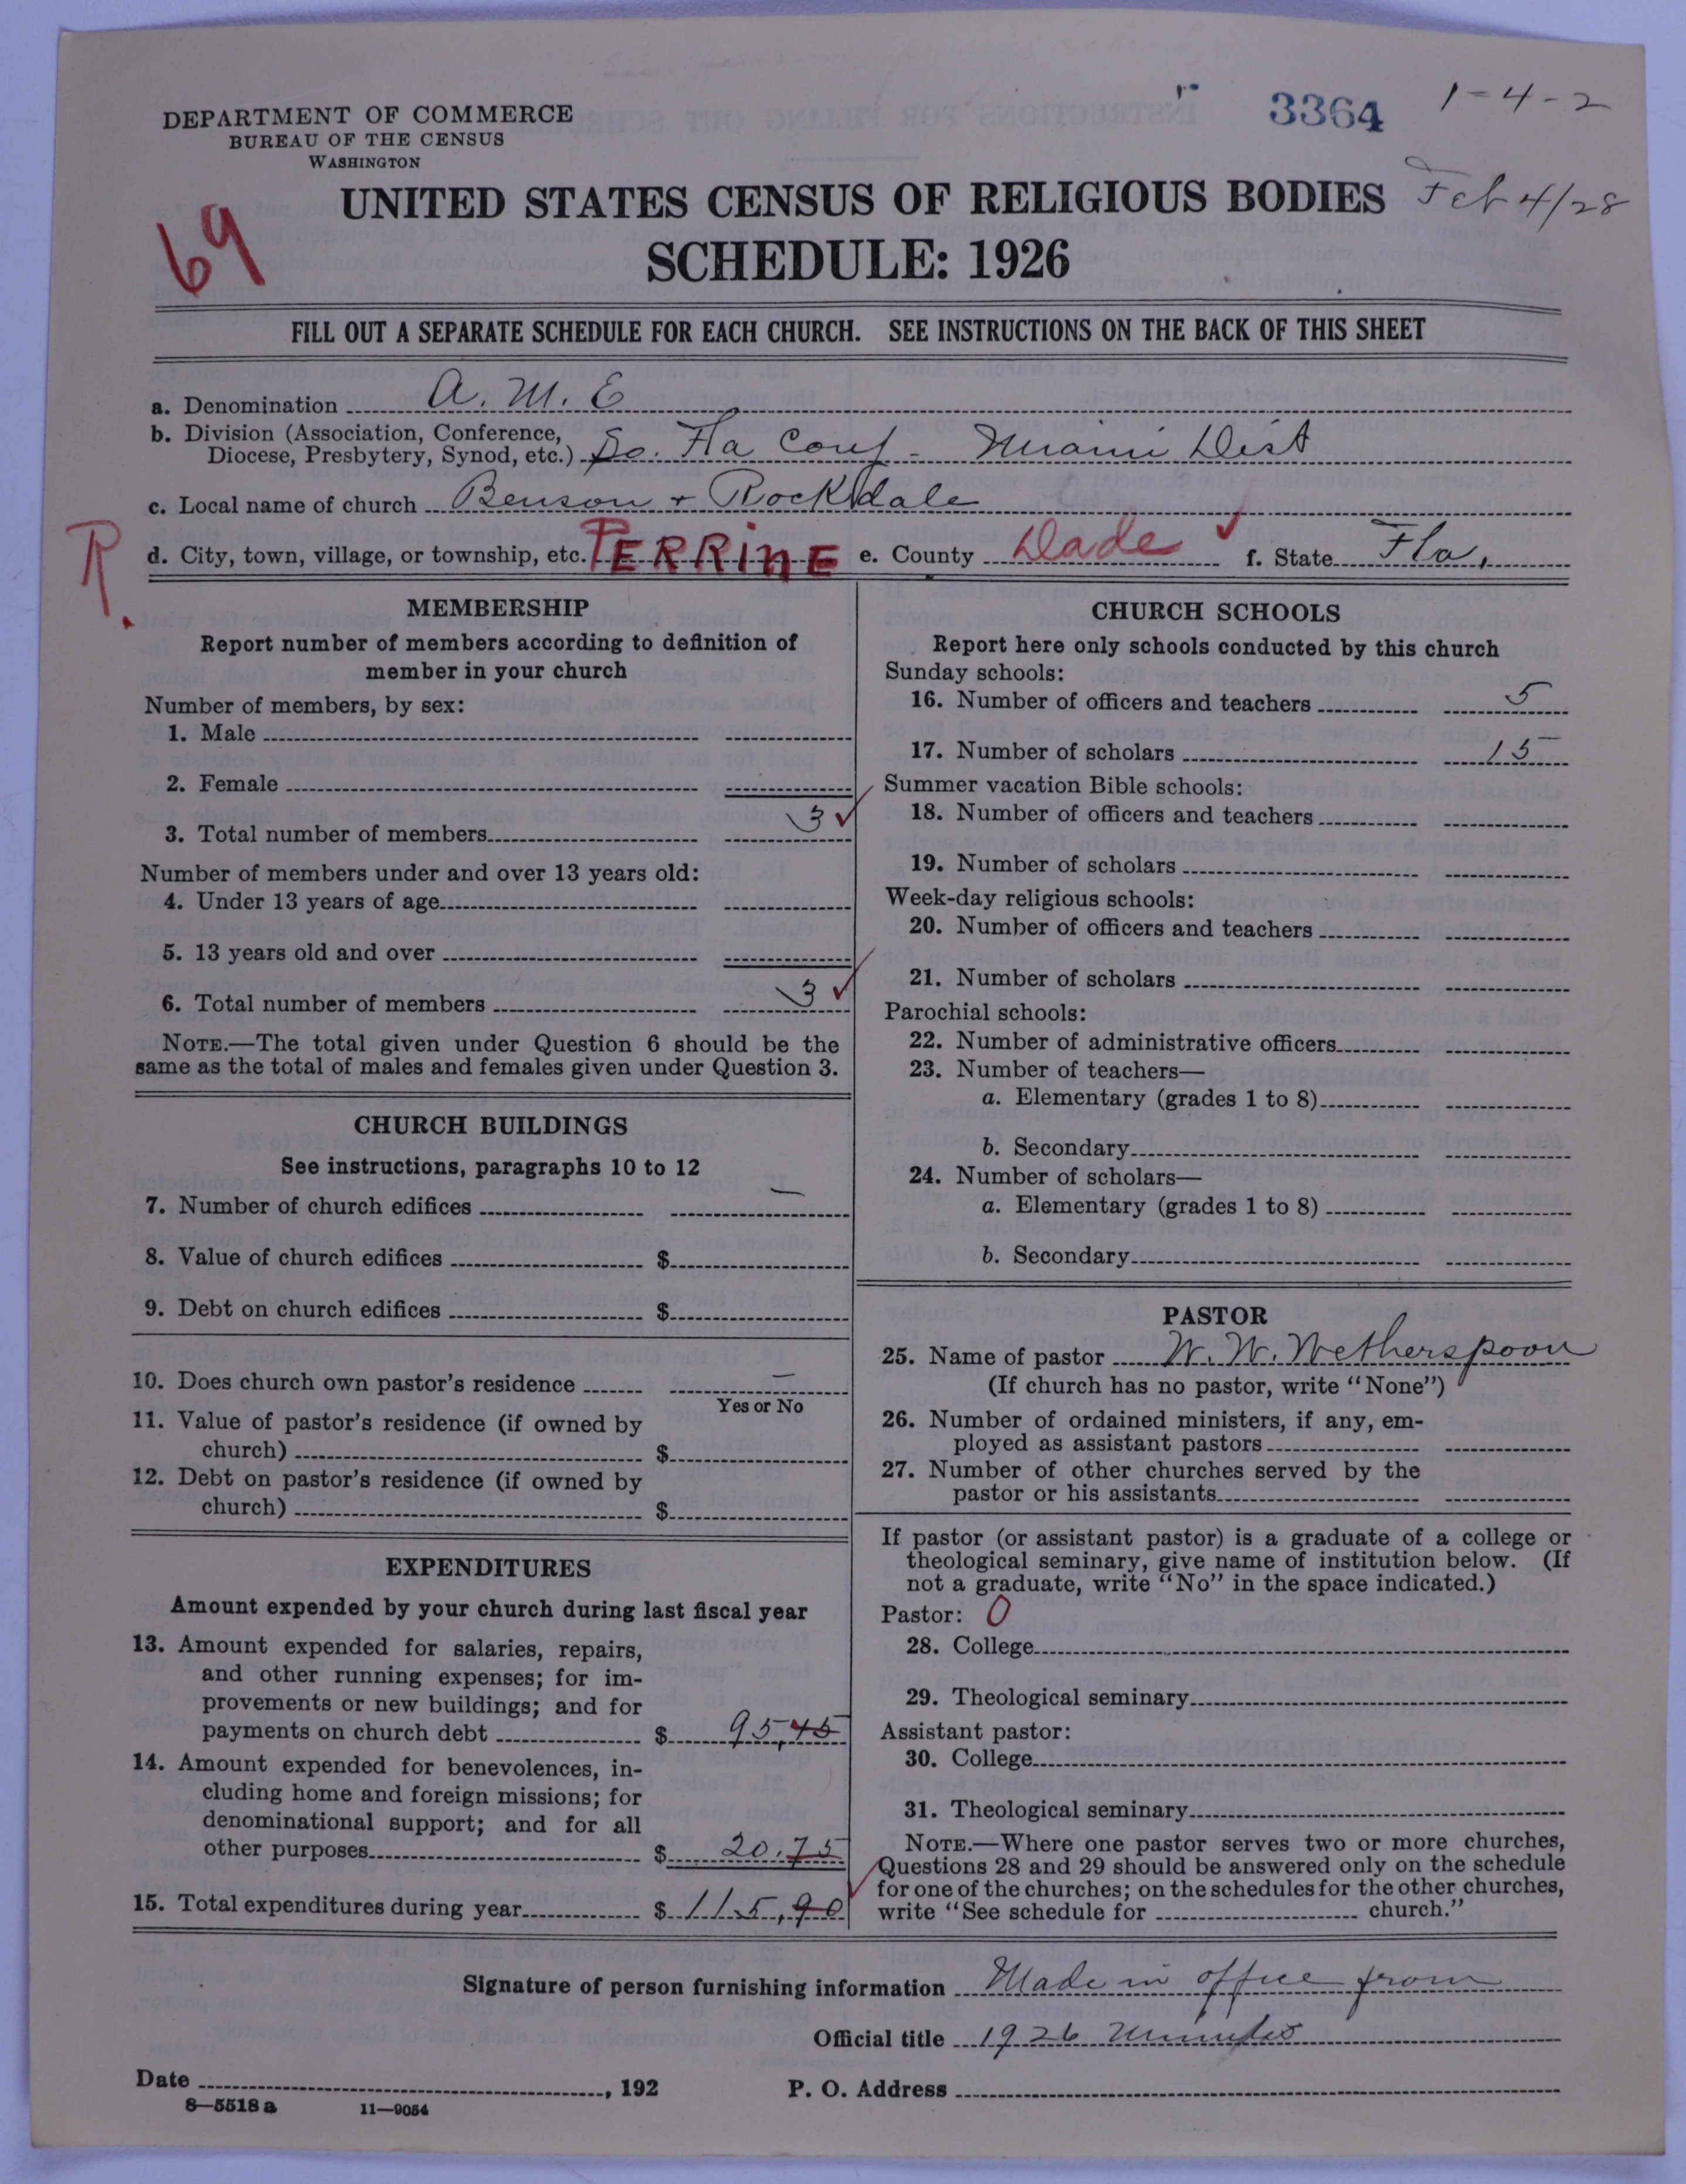 3364 1-4-2
DEPARTMENT OF COMMERCE
BUREAU OF THE CENSUS
WASHINGTON
69
UNITED STATES CENSUS OF RELIGIOUS BODIES Feb 4/28
SCHEDULE: 1926
FILL OUT A SEPARATE SCHEDULE FOR EACH CHURCH. SEE INSTRUCTIONS ON THE BACK OF THIS SHEET
a. Denomination A. M. E
b. Division (Association, Conference,
Diocese, Presbytery, Synod, etc.) So. Fla Conf - Miami Dist
c. Local name of church Benson + Rockdale
R. d. City, town, village, or township, etc. PERRINE e. County Dade ✓ f. State Fla,
MEMBERSHIP
Report number of members according to definition of
member in your church
Number of members, by sex:
1. Male
2. Female
3. Total number of members 3 ✓
Number of members under and over 13 years old:
4. Under 13 years of age
5. 13 years old and over
6. Total number of members 3 ✓
NOTE.—The total given under Question 6 should be the
same as the total of males and females given under Question 3.
CHURCH BUILDINGS
See instructions, paragraphs 10 to 12
7. Number of church edifices —
8. Value of church edifices $
9. Debt on church edifices $
10. Does church own pastor's residence —
Yes or No
11. Value of pastor's residence (if owned by
church) $
12. Debt on pastor's residence (if owned by
church) $
EXPENDITURES
Amount expended by your church during last fiscal year
13. Amount expended for salaries, repairs,
and other running expenses; for im-
provements or new buildings; and for
payments on church debt $ 95,45
14. Amount expended for benevolences, in-
cluding home and foreign missions; for
denominational support; and for all
other purposes $ 20.75
15. Total expenditures during year $ 115,90
CHURCH SCHOOLS
Report here only schools conducted by this church
Sunday schools:
16. Number of officers and teachers 5
17. Number of scholars 15
Summer vacation Bible schools:
18. Number of officers and teachers
19. Number of scholars
Week-day religious schools:
20. Number of officers and teachers
21. Number of scholars
Parochial schools:
22. Number of administrative officers
23. Number of teachers—
a. Elementary (grades 1 to 8)
b. Secondary
24. Number of scholars—
a. Elementary (grades 1 to 8)
b. Secondary
PASTOR
25. Name of pastor W. W. Wetherspoon
(If church has no pastor, write "None")
26. Number of ordained ministers, if any, em-
ployed as assistant pastors
27. Number of other churches served by the
pastor or his assistants
If pastor (or assistant pastor) is a graduate of a college or
theological seminary, give name of institution below. (If
not a graduate, write "No" in the space indicated.)
Pastor: 0
28. College
29. Theological seminary
Assistant pastor:
30. College
31. Theological seminary
NOTE.—Where one pastor serves two or more churches,
Questions 28 and 29 should be answered only on the schedule
for one of the churches; on the schedules for the other churches,
write "See schedule for church."
Signature of person furnishing information Made in office from
Official title 1926 Minutes
Date , 192 P. O. Address
8—5518 a 11—9054